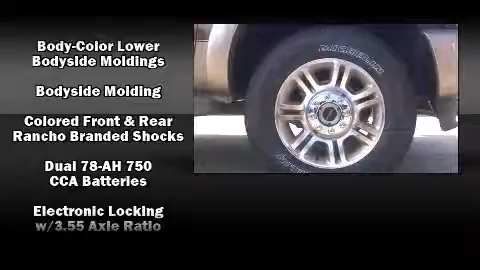 Body-Color Lower
Bodyside Moldings
Bodyside Molding
Colored Front & Rear
Rancho Branded Shocks
Dual 78-AH 750
CCA Batteries
Electronic Locking
w/3.55 Axle Ratio
MICHELIN